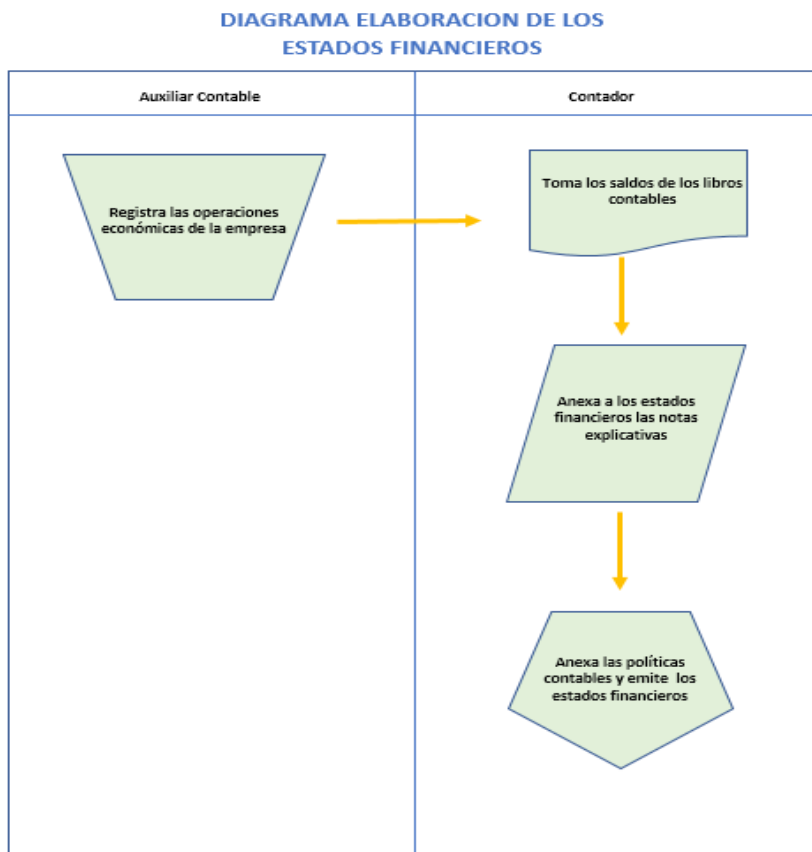 DIAGRAMA ELABORACION DE LOS
ESTADOS FINANCIEROS
Auxiliar Contable
Contador
Registra las operaciones
económicas de la empresa
Toma los saldos de los libros
contables
Anexa a los estados
financieros las notas
explicativas
Anexa las políticas
contables y emite los
estados financieros